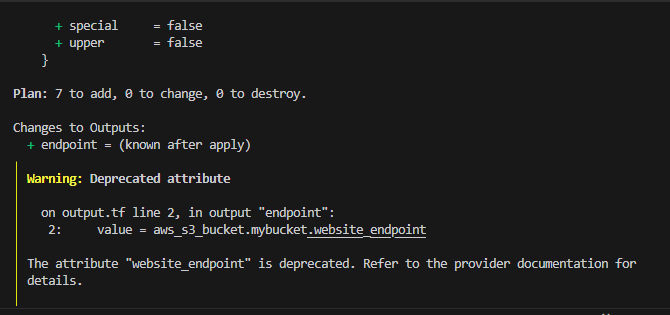 + special     = false
+ upper       = false
}
Plan: 7 to add, 0 to change, 0 to destroy.
Changes to Outputs:
+ endpoint = (known after apply)
Warning: Deprecated attribute
on output.tf line 2, in output "endpoint":
2:     value = aws_s3_bucket.mybucket.website_endpoint
The attribute "website_endpoint" is deprecated. Refer to the provider documentation for
details.